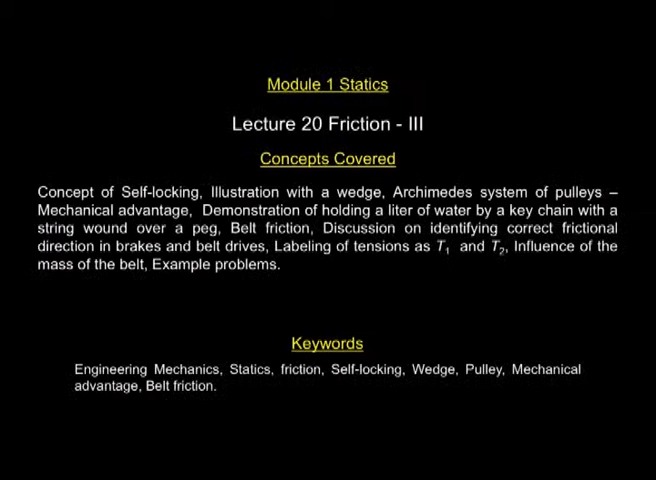 Module 1 Statics
Lecture 20 Friction - III
Concepts Covered
Concept of Self-locking, Illustration with a wedge, Archimedes system of pulleys –
Mechanical advantage, Demonstration of holding a liter of water by a key chain with a
string wound over a peg, Belt friction, Discussion on identifying correct frictional
direction in brakes and belt drives, Labeling of tensions as T1 and T2, Influence of the
mass of the belt, Example problems.
Keywords
Engineering Mechanics, Statics, friction, Self-locking, Wedge, Pulley, Mechanical
advantage, Belt friction.